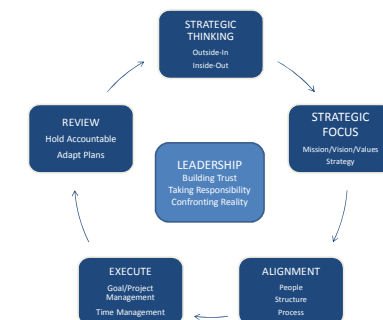 STRATEGIC
THINKING
Outside-In
Inside-Out
STRATEGIC
FOCUS
Mission/Vision/Values
Strategy
ALIGNMENT
People
Structure
Process
EXECUTE
Goal/Project
Management
Time Management
REVIEW
Hold Accountable
Adapt Plans
LEADERSHIP
Building Trust
Taking Responsibility
Confronting Reality